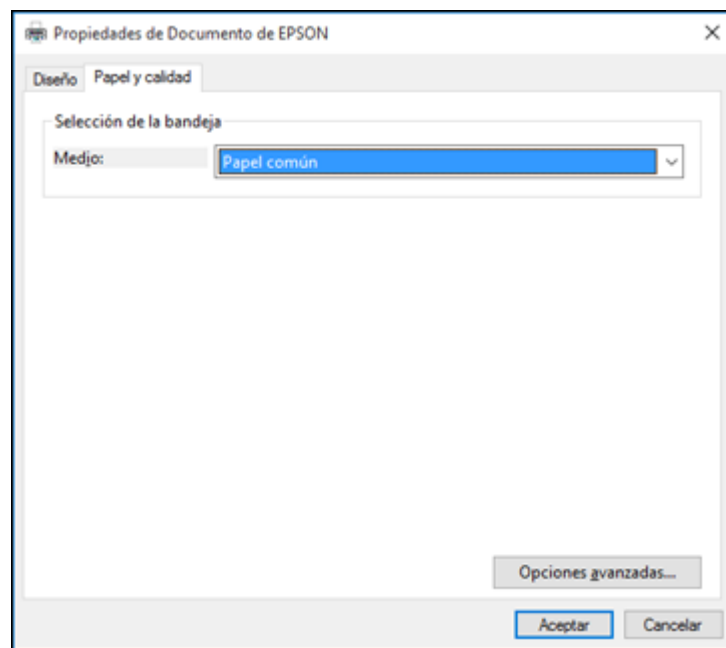 Propiedades de Documento de EPSON
Diseño Papel y calidad
Selección de la bandeja
Medio: Papel común
Opciones avanzadas...
Aceptar Cancelar